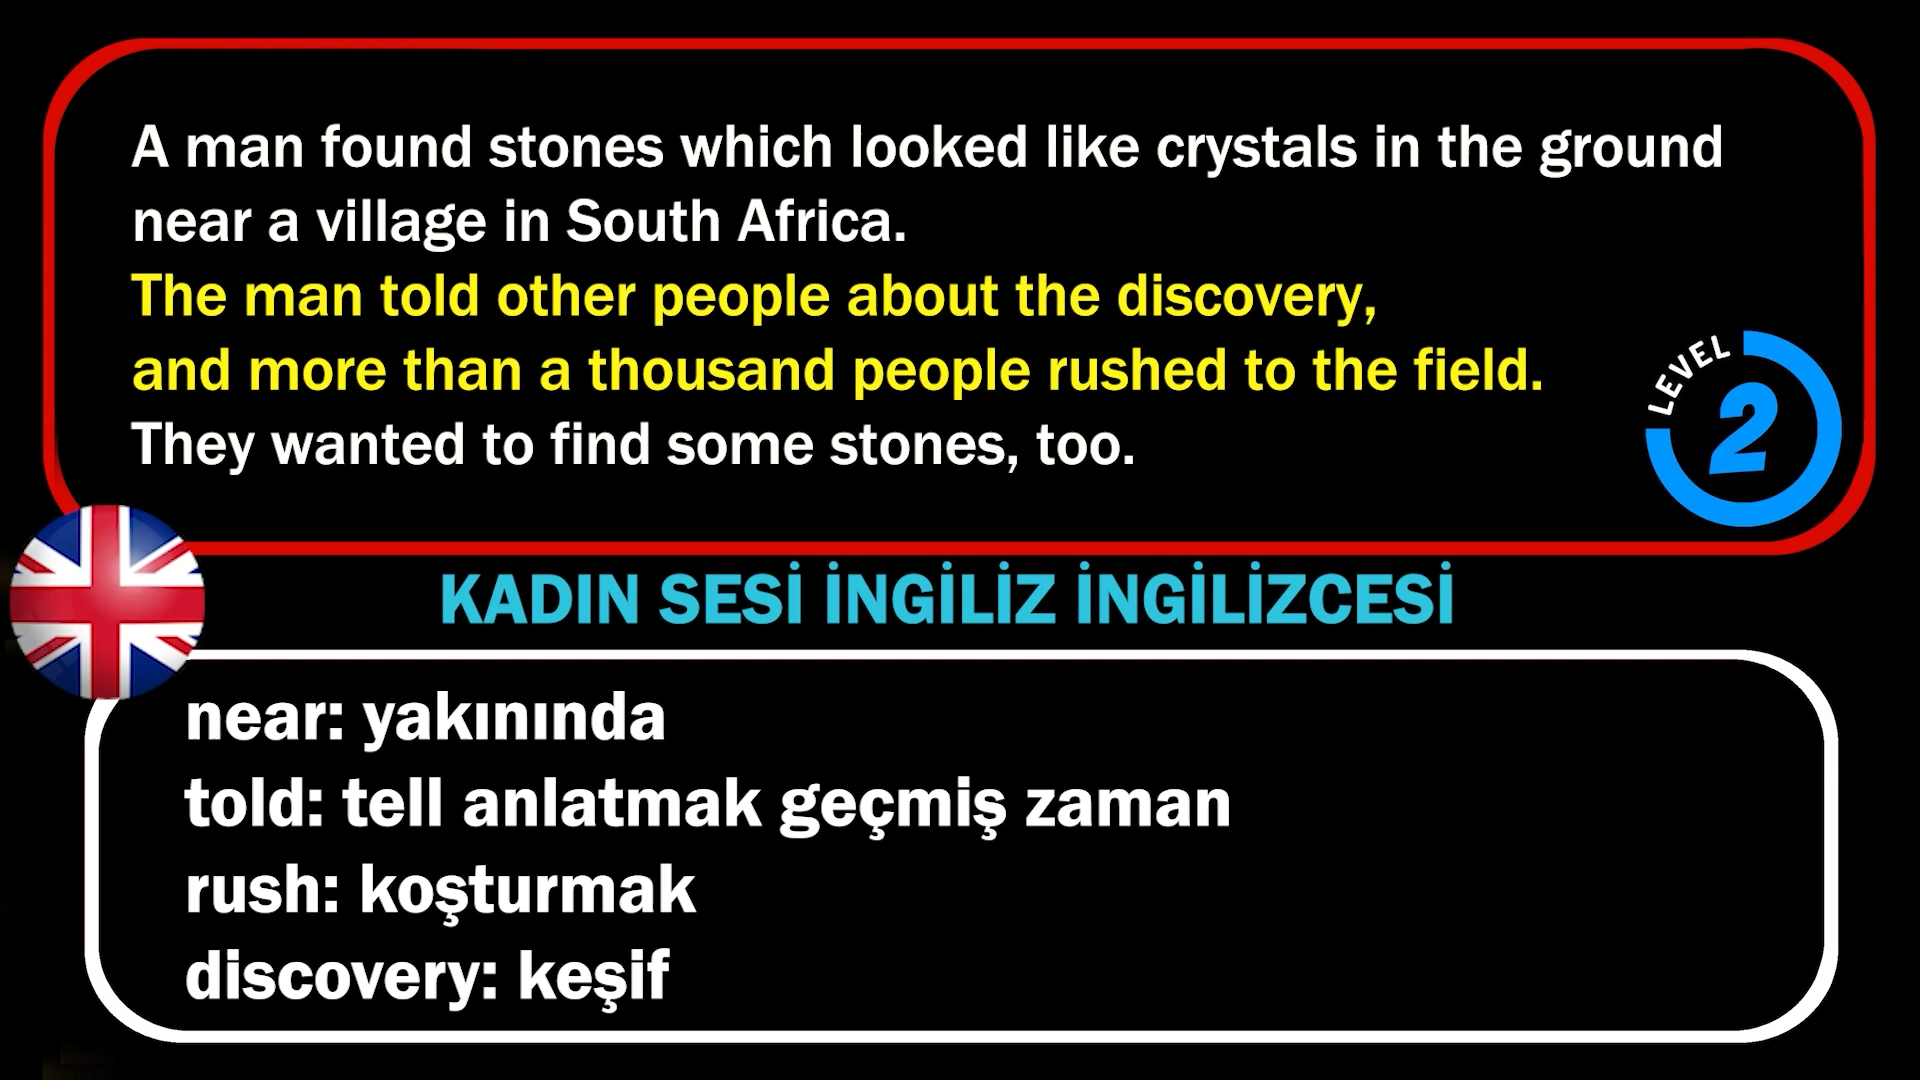 A man found stones which looked like crystals in the ground
near a village in South Africa.
The man told other people about the discovery,
and more than a thousand people rushed to the field.
They wanted to find some stones, too.
LEVEL
2
KADIN SESİ İNGİLİZ İNGİLİZCESİ
near: yakınında
told: tell anlatmak geçmiş zaman
rush: koşturmak
discovery: keşif